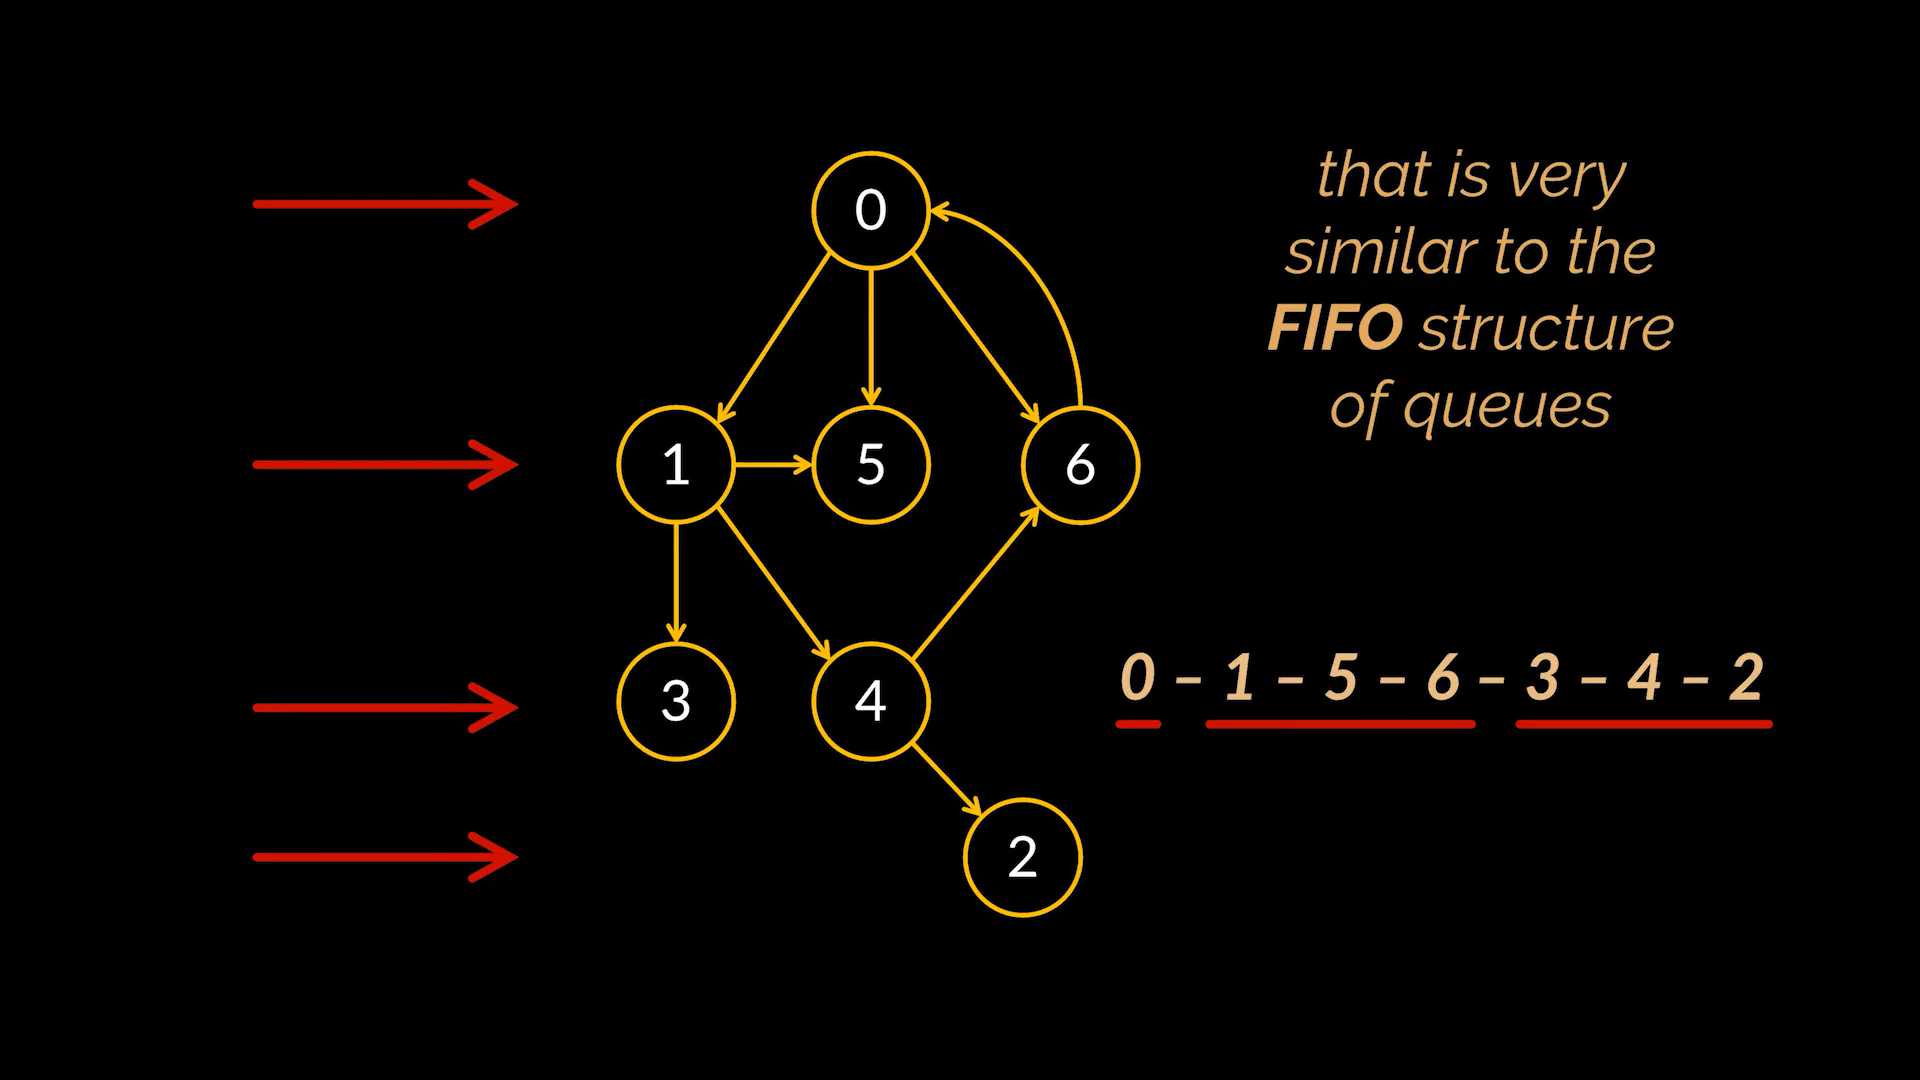 that is very
similar to the
FIFO structure
of queues
0
1
5
6
3
4
2
0 – 1 – 5 – 6 – 3 – 4 – 2